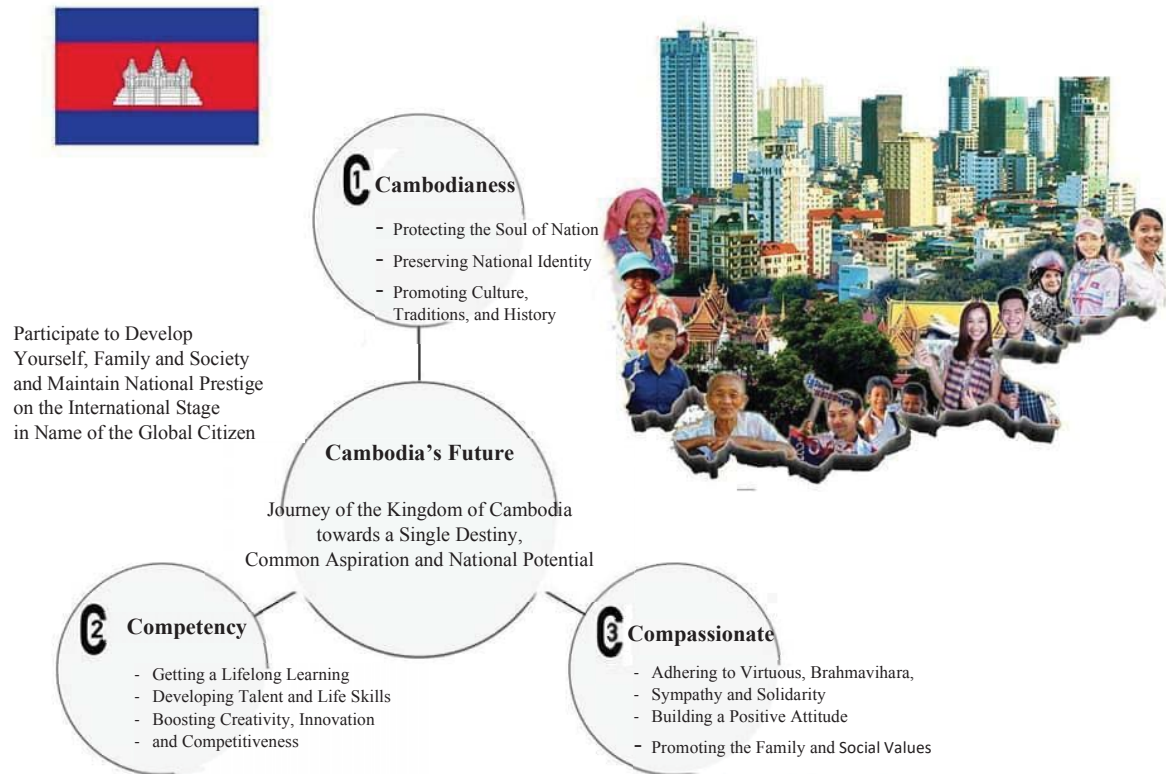 1 Cambodianess
- Protecting the Soul of Nation
- Preserving National Identity
- Promoting Culture,
Traditions, and History
Participate to Develop
Yourself, Family and Society
and Maintain National Prestige
on the International Stage
in Name of the Global Citizen
Cambodia’s Future
Journey of the Kingdom of Cambodia
towards a Single Destiny,
Common Aspiration and National Potential
C2 Competency
- Getting a Lifelong Learning
- Developing Talent and Life Skills
- Boosting Creativity, Innovation
- and Competitiveness
C3 Compassionate
- Adhering to Virtuous, Brahmavihara,
- Sympathy and Solidarity
- Building a Positive Attitude
- Promoting the Family and Social Values